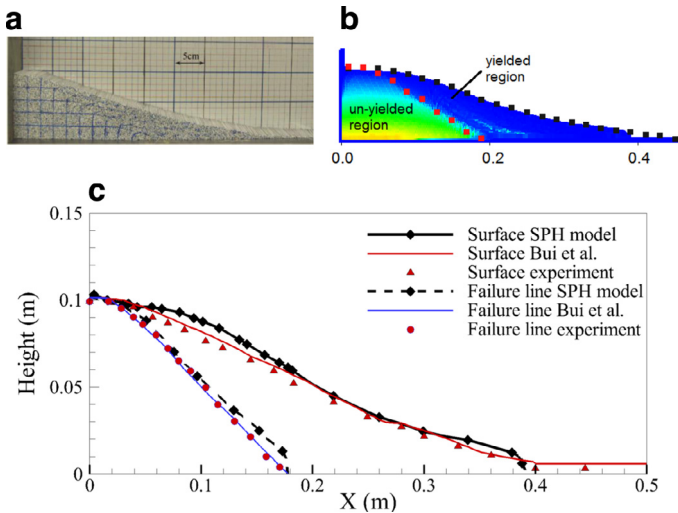 a
5cm
b
yielded
region
un-yielded
region
0.0
0.2
0.4
c
0.15
0.1
0.05
0
Height (m)
Surface SPH model
Surface Bui et al.
Surface experiment
Failure line SPH model
Failure line Bui et al.
Failure line experiment
0
0.1
0.2
0.3
0.4
0.5
X (m)